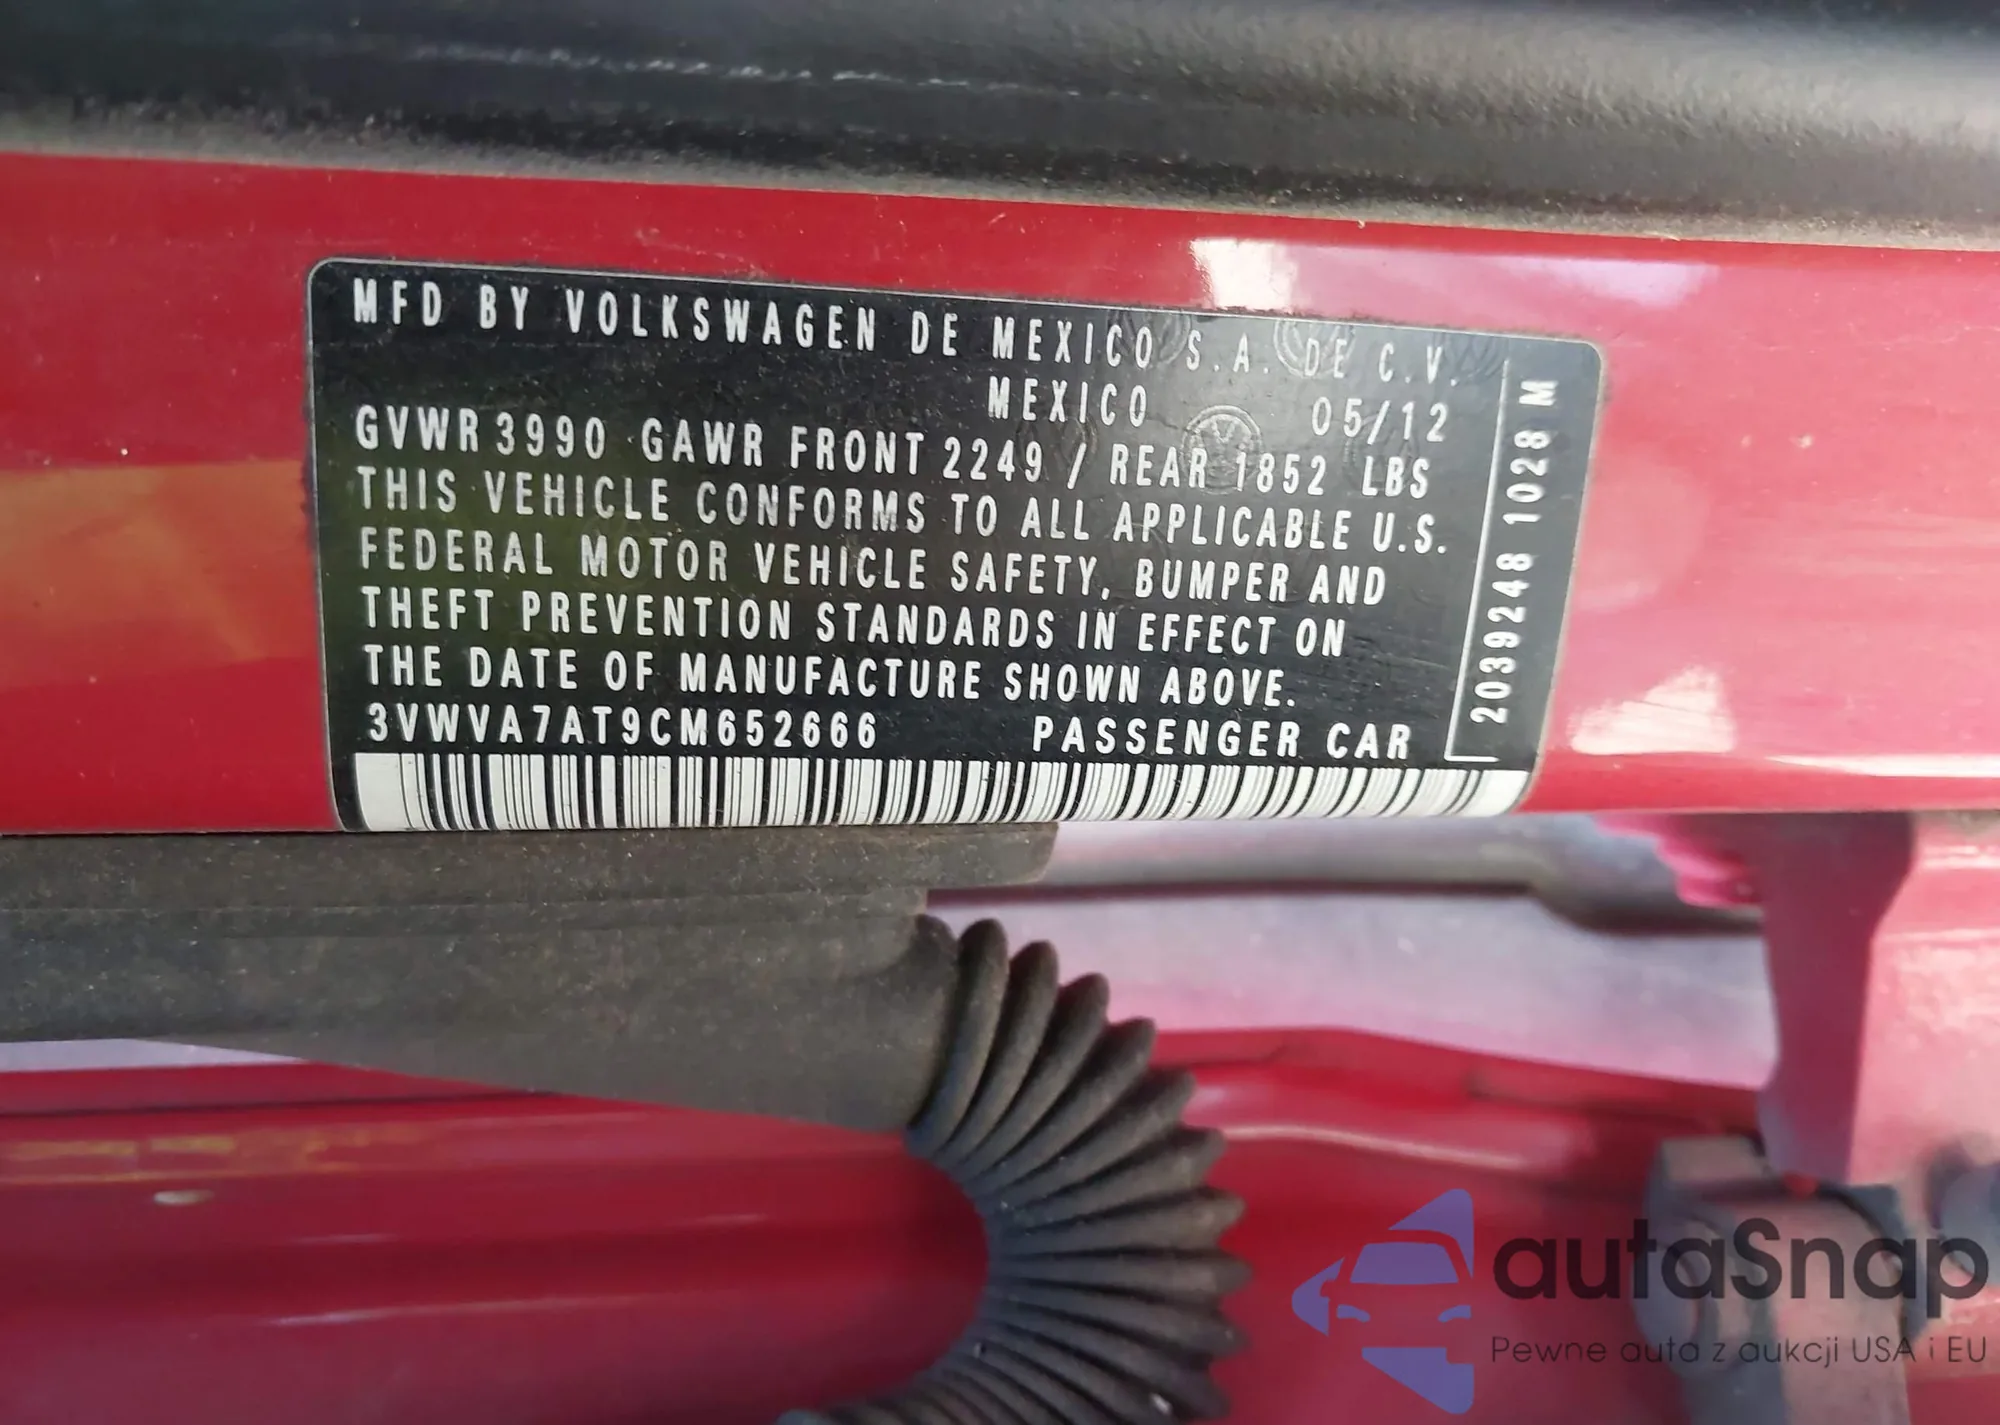 MFD BY VOLKSWAGEN DE MEXICO S.A. DE C.V.
MEXICO 05/12
GVWR 3990 GAWR FRONT 2249 / REAR 1852 LBS
THIS VEHICLE CONFORMS TO ALL APPLICABLE U.S.
FEDERAL MOTOR VEHICLE SAFETY, BUMPER AND
THEFT PREVENTION STANDARDS IN EFFECT ON
THE DATE OF MANUFACTURE SHOWN ABOVE.
3VWVA7AT9CM652666 PASSENGER CAR
2039248 1028 M
autaSnap
Pewne auta z aukcji USA i EU